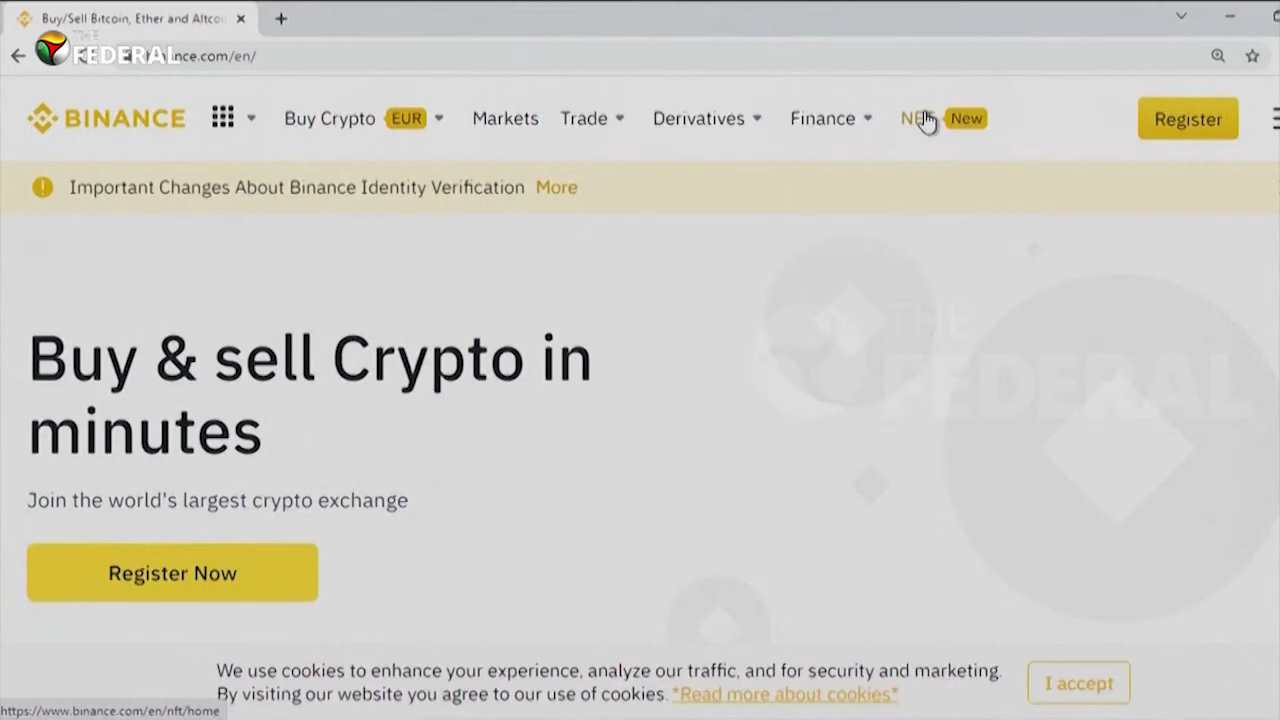 Buy/Sell Bitcoin, Ether and Altco
THE
FEDERAL
nce.com/en/
BINANCE
Buy Crypto EUR
Markets
Trade
Derivatives
Finance
New
Register
Important Changes About Binance Identity Verification More
THE
FEDERAL
Buy & sell Crypto in
minutes
Join the world's largest crypto exchange
Register Now
We use cookies to enhance your experience, analyze our traffic, and for security and marketing.
By visiting our website you agree to our use of cookies. *Read more about cookies*
I accept
https://www.binance.com/en/nft/home